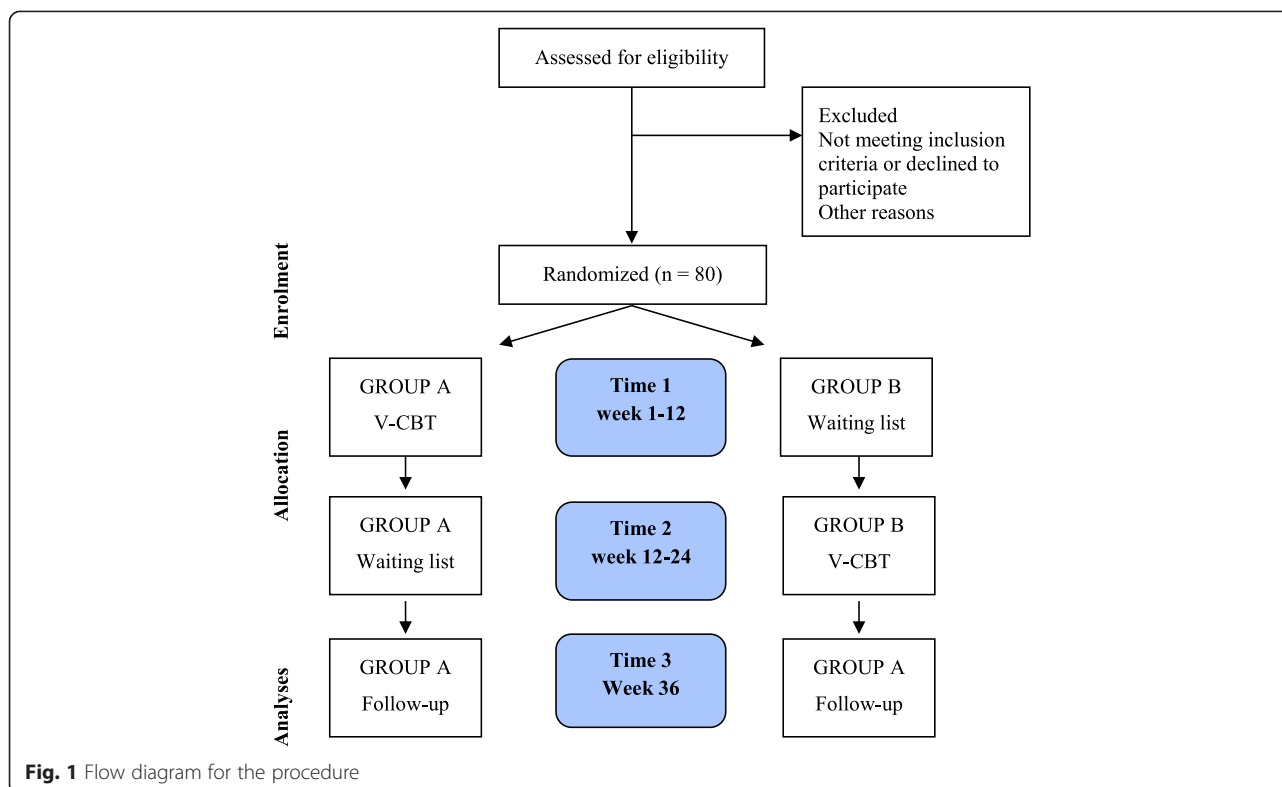 Assessed for eligibility
Excluded
Not meeting inclusion
criteria or declined to
participate
Other reasons
Enrolment
Randomized (n = 80)
GROUP A
V-CBT
Time 1
week 1-12
GROUP B
Waiting list
Allocation
GROUP A
Waiting list
Time 2
week 12-24
GROUP B
V-CBT
Analyses
GROUP A
Follow-up
Time 3
Week 36
GROUP A
Follow-up
Fig. 1 Flow diagram for the procedure